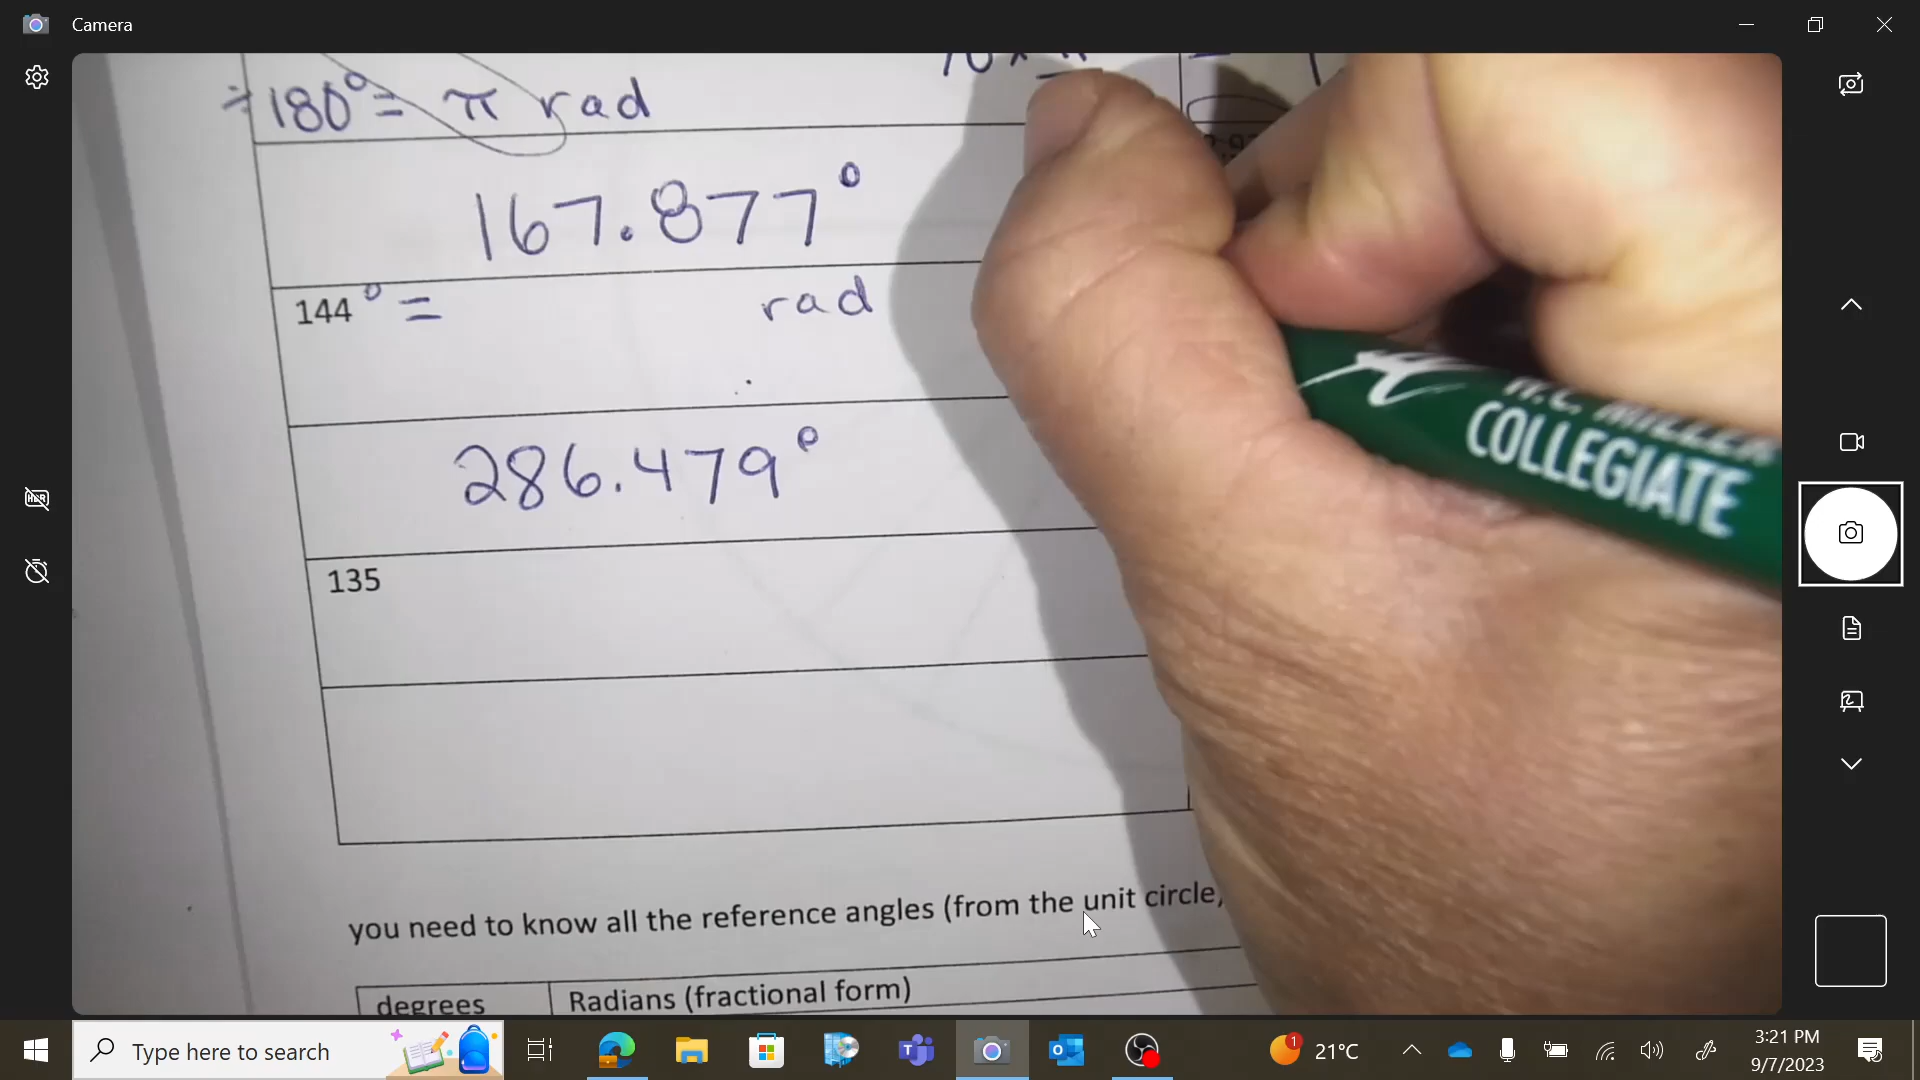 Camera
÷180°= π rad
167.877°
144°= rad
286.479°
135
you need to know all the reference angles (from the unit circle,
degrees Radians (fractional form)
COLLEGIATE
Type here to search
1
21°C
3:21 PM
9/7/2023